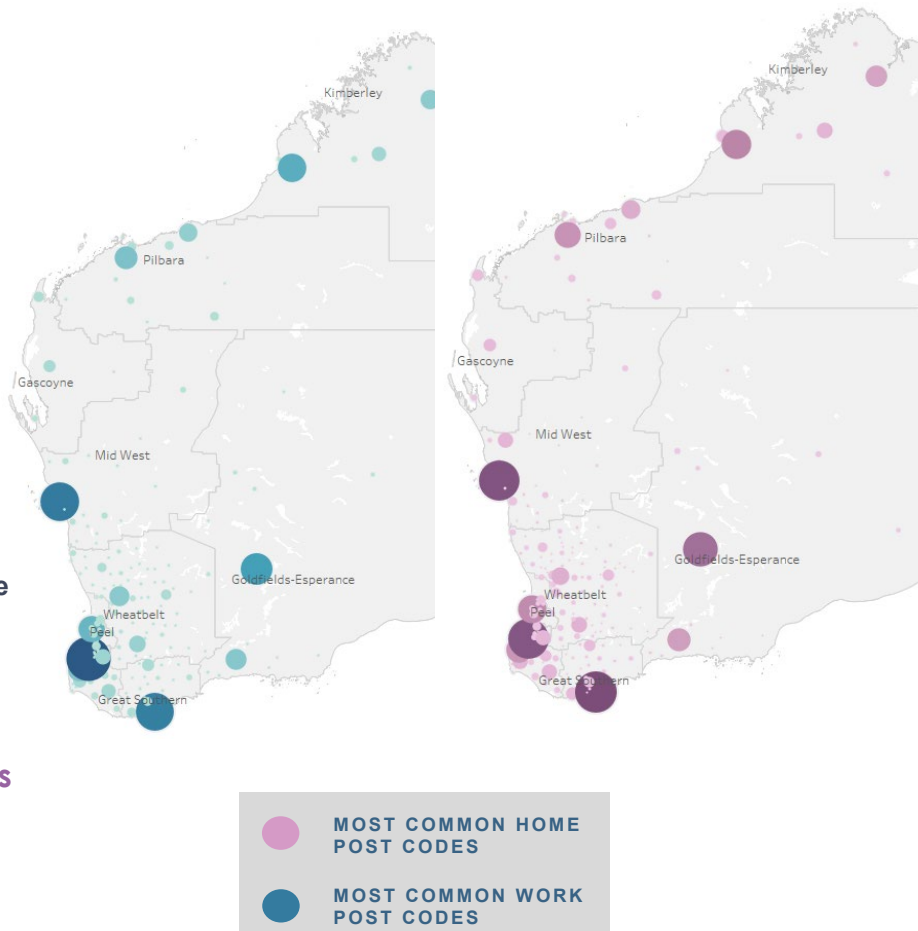 Kimberley
Pilbara
Gascoyne
Mid West
Goldfields-Esperance
Wheatbelt
Peel
Great Southern
Kimberley
Pilbara
Gascoyne
Mid West
Goldfields-Esperance
Wheatbelt
Peel
Great Southern
e
s
MOST COMMON HOME
POST CODES
MOST COMMON WORK
POST CODES